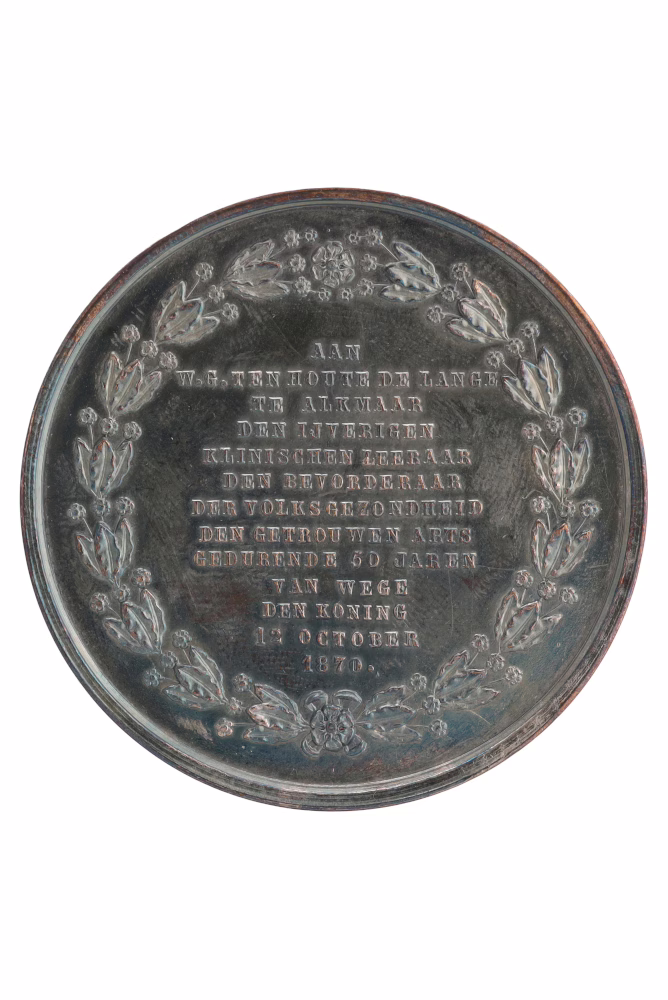 AAN
W.G. TEN HOUTE DE LANGE
TE ALKMAAR
DEN IJVERIGEN
KLINISCHEN LEERAAR
DEN BEVORDERAAR
DER VOLKSGEZONDHEID
DEN GETROUWEN ARTS
GEDURENDE 50 JAREN
VAN WEGE
DEN KONING
12 OCTOBER
1870.